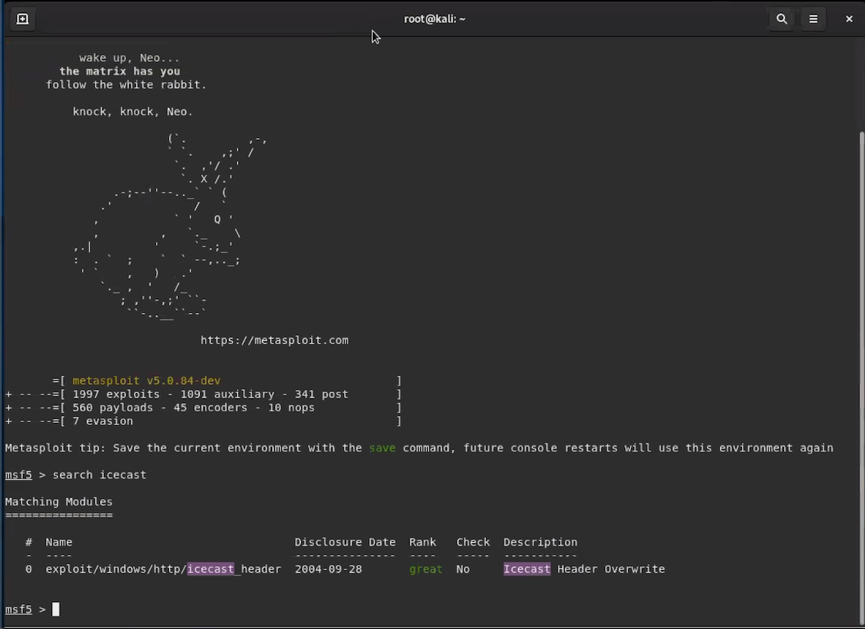 root@kali: ~
wake up, Neo...
the matrix has you
follow the white rabbit.
knock, knock, Neo.
(`.         ,-,
` `.    ,;' /
`.  ,'/ .'
`. X /.'
.-;--''--.._` ` (
.'            /   `
,           ` '   Q '
,         ,   `._    \
,.|         '     `-.;_'
:  . `  ;    `  ` --,.._;
' `    ,   )   .'
`._ ,  '   /_
; ,''-,;' ``-
``-..__``--`
https://metasploit.com
=[ metasploit v5.0.84-dev                          ]
+ -- --=[ 1997 exploits - 1091 auxiliary - 341 post       ]
+ -- --=[ 560 payloads - 45 encoders - 10 nops            ]
+ -- --=[ 7 evasion                                       ]
Metasploit tip: Save the current environment with the save command, future console restarts will use this environment again
msf5 > search icecast
Matching Modules
================
#  Name                                 Disclosure Date  Rank   Check  Description
-  ----                                 ---------------  ----   -----  -----------
0  exploit/windows/http/icecast_header  2004-09-28       great  No     Icecast Header Overwrite
msf5 >